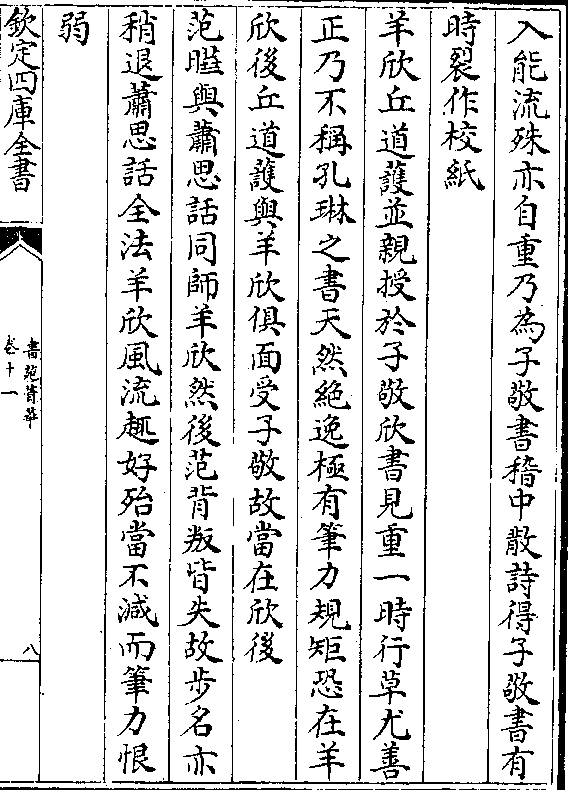 入能流殊亦自重乃為子敬書稽中散詩得子敬書有
時裂作校紙
羊欣丘道護並親授於子敬欣書見重一時行草尤善
正乃不稱孔琳之書天然絶逸極有筆力規矩恐在羊
欣後丘道護與羊欣俱面受子敬故當在欣後
范㬱與蕭思話同師羊欣然後范背叛皆失故步名亦
稍退蕭思話全法羊欣風流趣好殆當不減而筆力恨
弱
欽定四庫全書
書苑菁華
卷十一
八